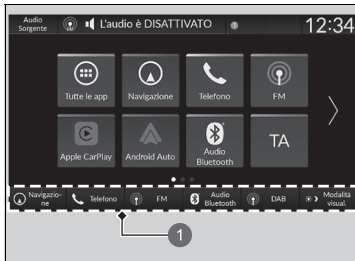 Audio
Sorgente
L'audio è DISATTIVATO
12:34
Tutte le app
Navigazione
Telefono
FM
Apple CarPlay
Android Auto
Audio
Bluetooth
TA
Navigazio-
ne
Telefono
FM
Audio
Bluetooth
DAB
Modalità
visual.
1